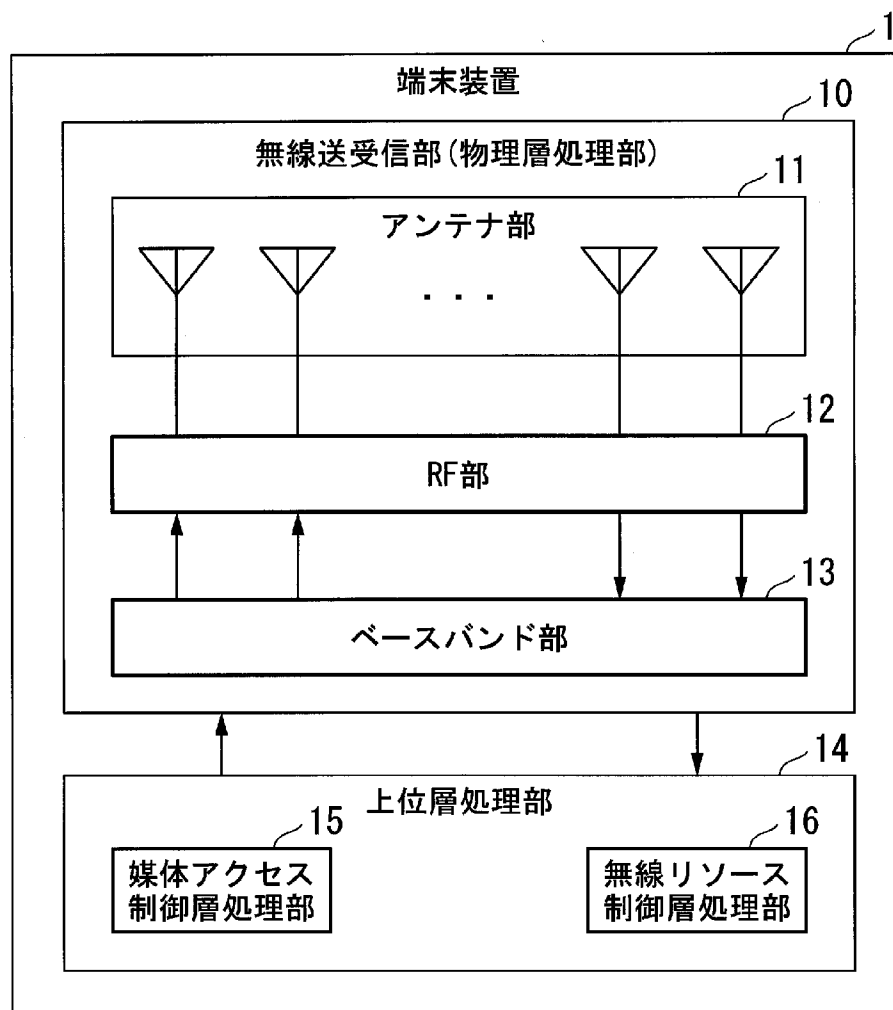 1
端末装置
10
無線送受信部(物理層処理部)
11
アンテナ部
・・・
12
RF部
13
ベースバンド部
14
上位層処理部
15
媒体アクセス
制御層処理部
16
無線リソース
制御層処理部